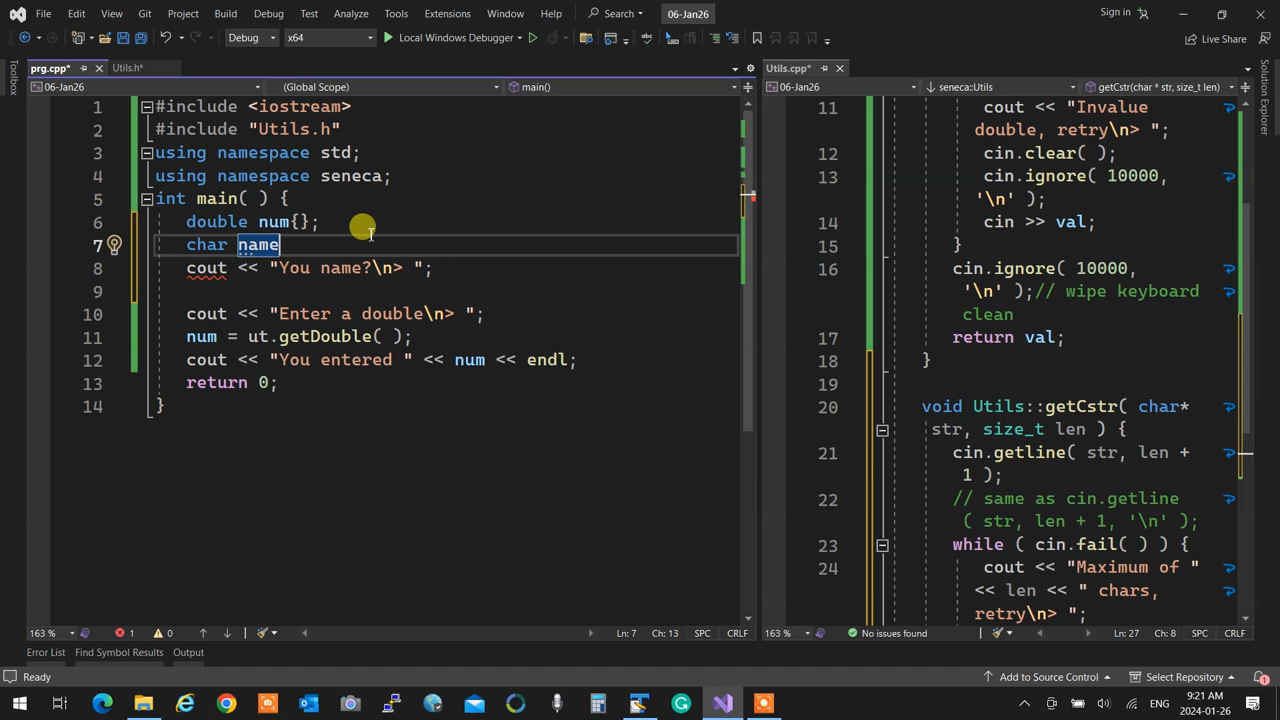 File Edit View Git Project Build Debug Test Analyze Tools Extensions Window Help Search 06-Jan26 Sign in
Debug x64 Local Windows Debugger Live Share
Toolbox
prg.cpp* Utils.h*
06-Jan26 (Global Scope) main()
1 #include <iostream>
2 #include "Utils.h"
3 using namespace std;
4 using namespace seneca;
5 int main( ) {
6 double num{};
7 char name
8 cout << "You name?\n> ";
9
10 cout << "Enter a double\n> ";
11 num = ut.getDouble( );
12 cout << "You entered " << num << endl;
13 return 0;
14 }
163 % 1 0 Ln: 7 Ch: 13 SPC CRLF
Utils.cpp*
06-Jan26 seneca::Utils getCstr(char * str, size_t len)
11 cout << "Invalue
double, retry\n> ";
12 cin.clear( );
13 cin.ignore( 10000,
'\n' );
14 cin >> val;
15 }
16 cin.ignore( 10000,
'\n' );// wipe keyboard
clean
17 return val;
18 }
19
20 void Utils::getCstr( char*
str, size_t len ) {
21 cin.getline( str, len +
1 );
22 // same as cin.getline
( str, len + 1, '\n' );
23 while ( cin.fail( ) ) {
24 cout << "Maximum of "
<< len << " chars,
retry\n> ";
163 % No issues found Ln: 27 Ch: 8 SPC CRLF
Solution Explorer
Error List Find Symbol Results Output
Ready Add to Source Control Select Repository 1
ENG 9:21 AM
2024-01-26